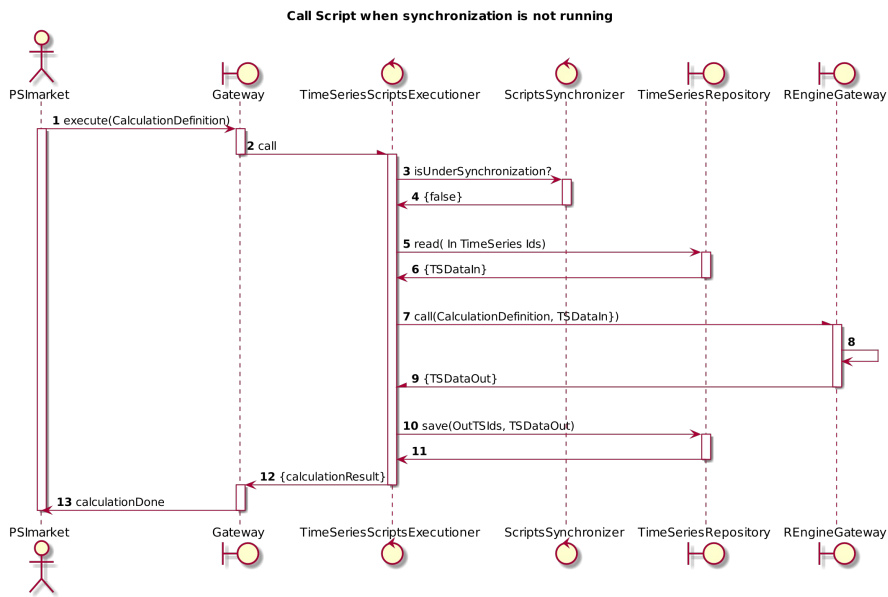 Call Script when synchronization is not running
PSImarket
Gateway
TimeSeriesScriptsExecutioner
ScriptsSynchronizer
TimeSeriesRepository
REngineGateway
1 execute(CalculationDefinition)
2 call
3 isUnderSynchronization?
4 {false}
5 read( In TimeSeries Ids)
6 {TSDataIn}
7 call(CalculationDefinition, TSDataIn})
8
9 {TSDataOut}
10 save(OutTSIds, TSDataOut)
11
12 {calculationResult}
13 calculationDone
PSImarket
Gateway
TimeSeriesScriptsExecutioner
ScriptsSynchronizer
TimeSeriesRepository
REngineGateway